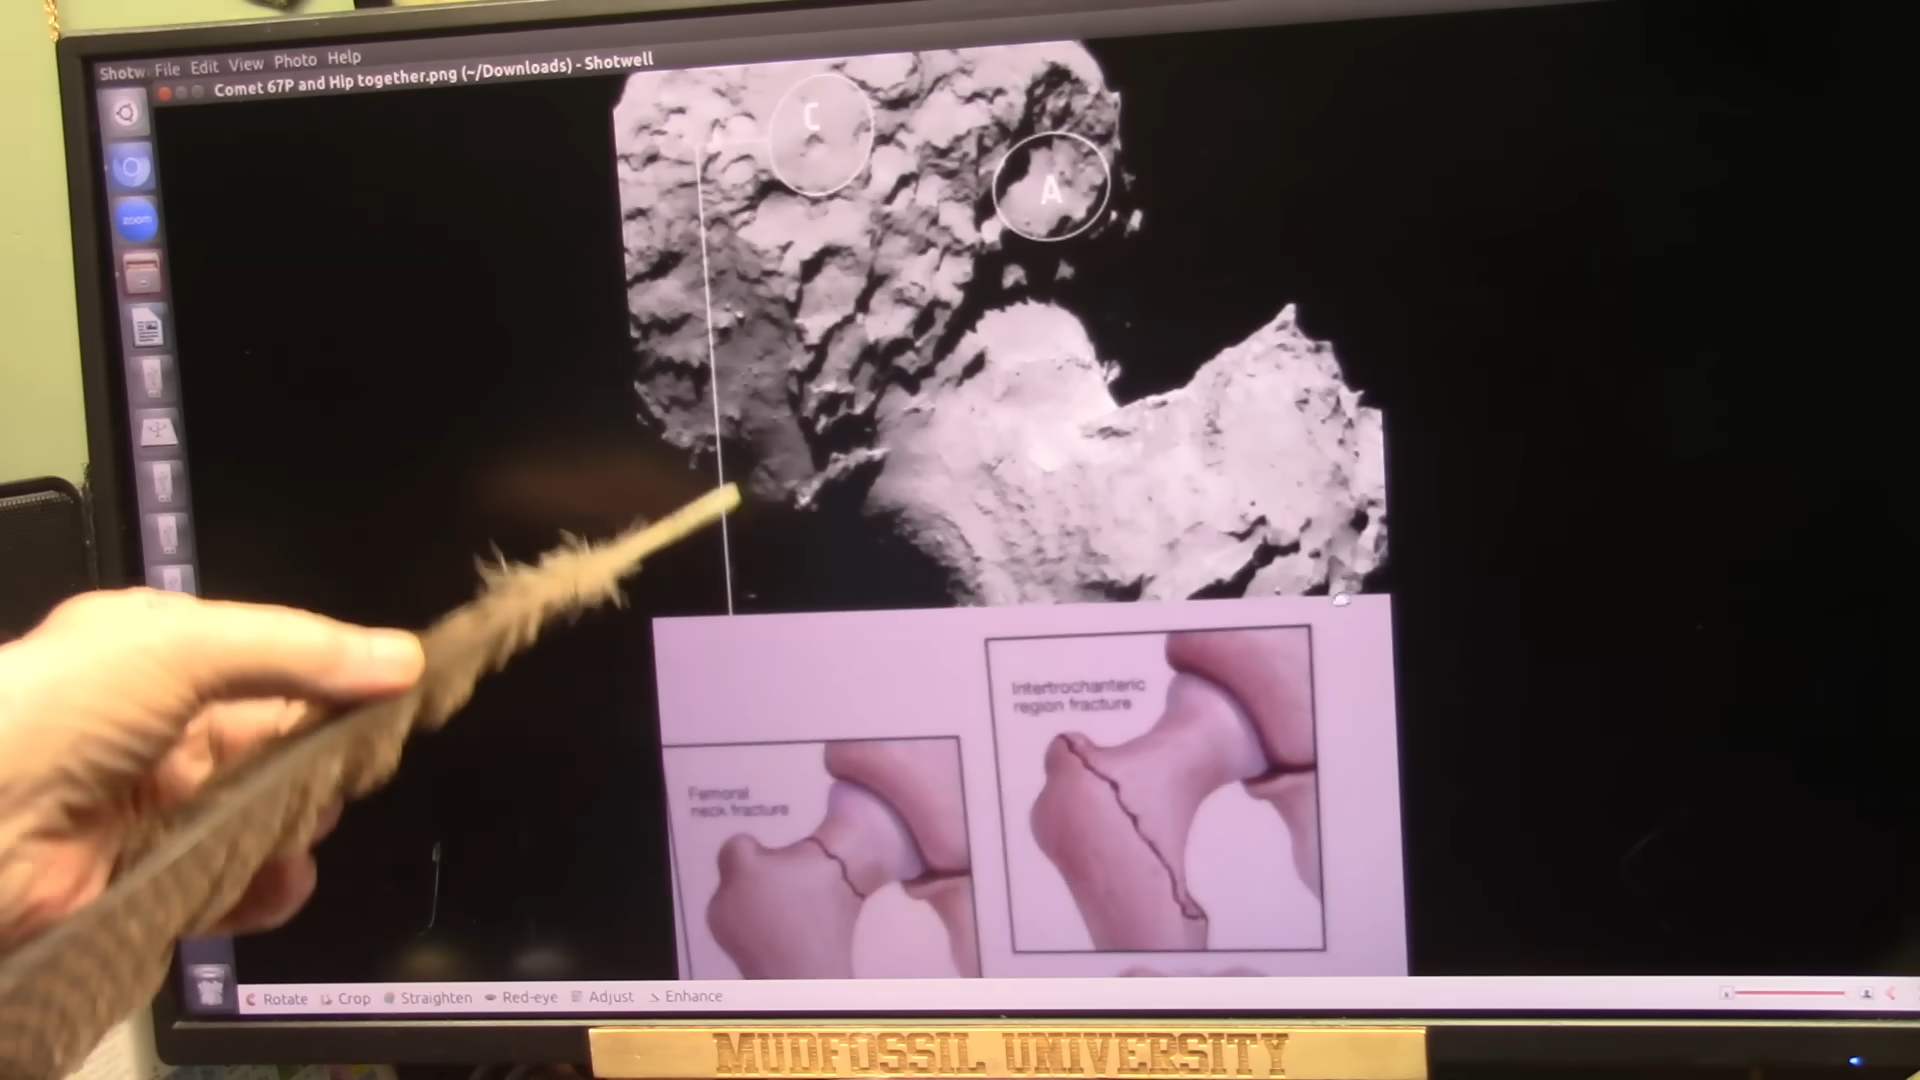 Shotw File Edit View Photo Help
Comet 67P and Hip together.png (~/Downloads) - Shotwell
C
A
zoom
Intertrochanteric
region fracture
Femoral
neck fracture
Rotate Crop Straighten Red-eye Adjust Enhance
MUDFOSSIL UNIVERSITY